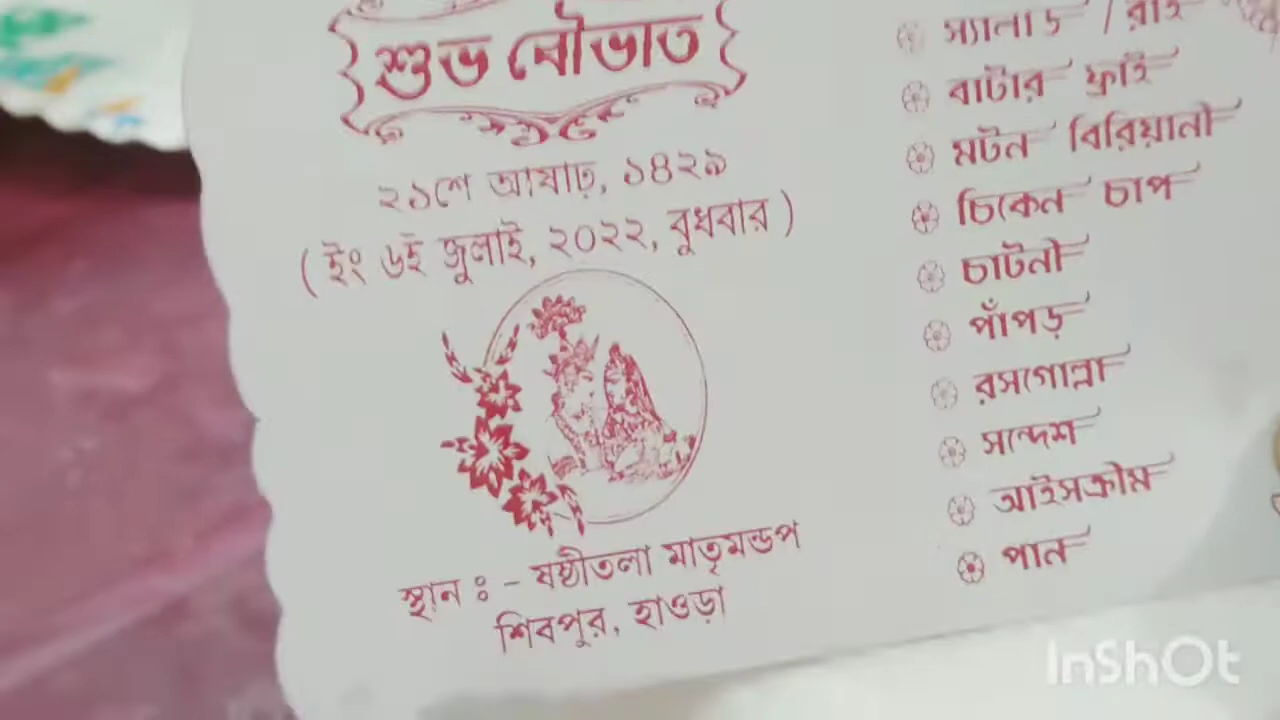 শুভ বৌভাত
২১শে আষাঢ়, ১৪২৯
( ইং ৬ই জুলাই, ২০২২, বুধবার )
স্থান ঃ - ষষ্ঠীতলা মাতৃমন্ডপ
শিবপুর, হাওড়া
স্যালাড /
বাটার ফ্রাই
মটন বিরিয়ানী
চিকেন চাপ
চাটনী
পাঁপড়
রসগোল্লা
সন্দেশ
আইসক্রীম
পান
InShOt